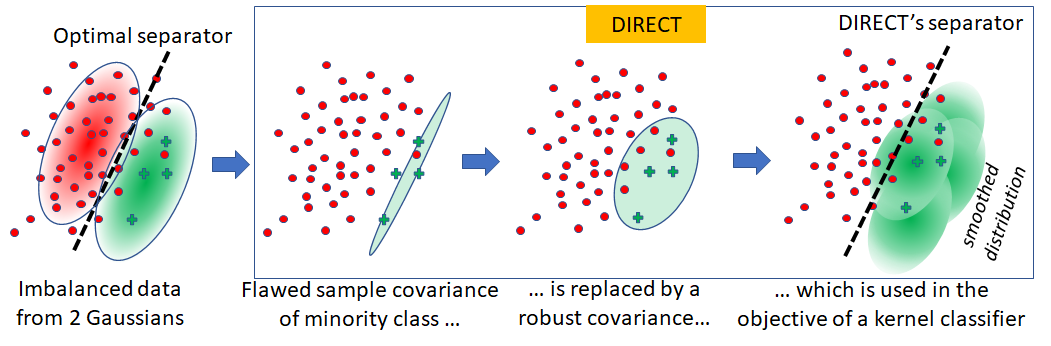 Optimal separator
DIRECT
DIRECT's separator
smoothed
distribution
Imbalanced data
from 2 Gaussians
Flawed sample covariance
of minority class ...
... is replaced by a
robust covariance...
... which is used in the
objective of a kernel classifier